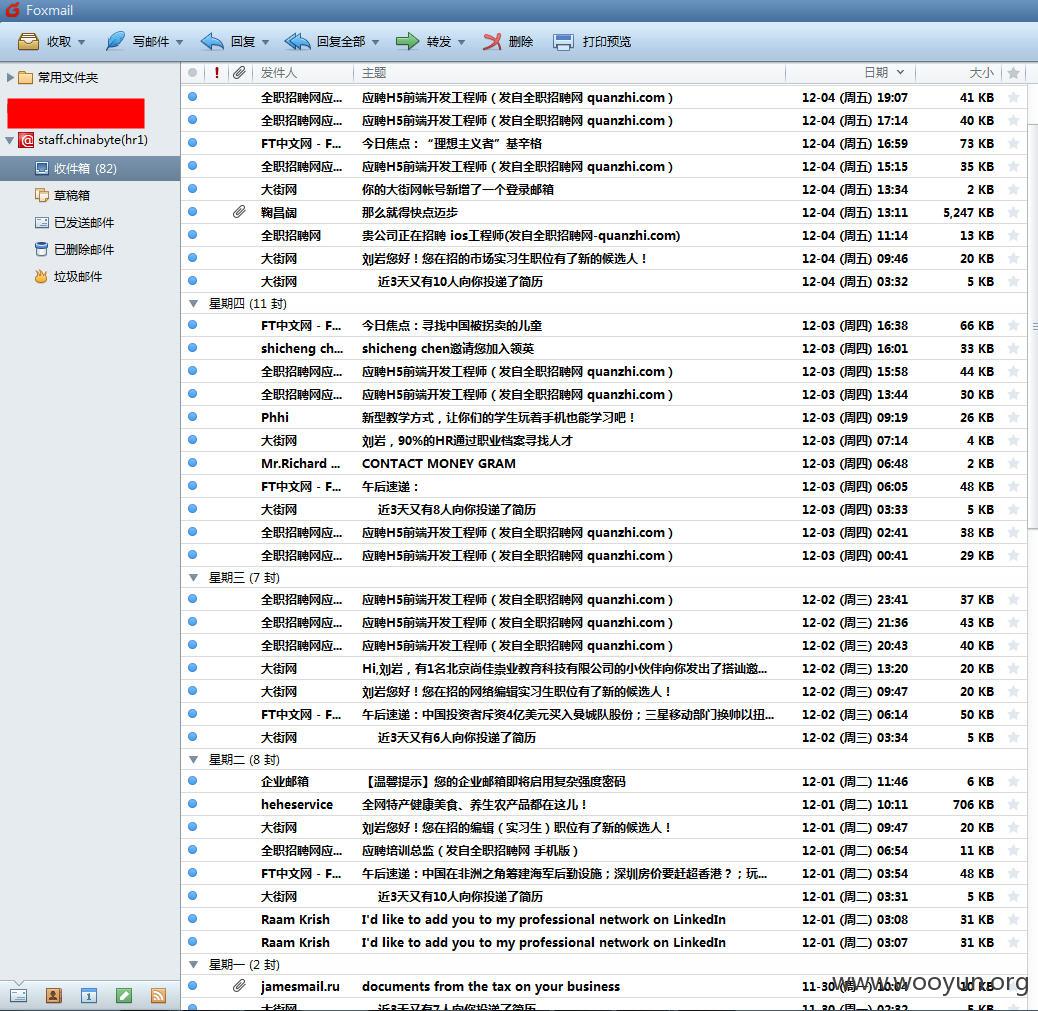 Foxmail
收取 写邮件 回复 回复全部 转发 删除 打印预览
常用文件夹
staff.chinabyte(hr1)
收件箱 (82)
草稿箱
已发送邮件
已删除邮件
垃圾邮件
! 发件人 主题 日期 大小
全职招聘网应... 应聘H5前端开发工程师（发自全职招聘网 quanzhi.com） 12-04 (周五) 19:07 41 KB
全职招聘网应... 应聘H5前端开发工程师（发自全职招聘网 quanzhi.com） 12-04 (周五) 17:14 40 KB
FT中文网 - F... 今日焦点：“理想主义者”基辛格 12-04 (周五) 16:59 73 KB
全职招聘网应... 应聘H5前端开发工程师（发自全职招聘网 quanzhi.com） 12-04 (周五) 15:15 35 KB
大街网 你的大街网帐号新增了一个登录邮箱 12-04 (周五) 13:34 2 KB
鞠昌阔 那么就得快点迈步 12-04 (周五) 13:11 5,247 KB
全职招聘网 贵公司正在招聘 ios工程师(发自全职招聘网-quanzhi.com) 12-04 (周五) 11:14 13 KB
大街网 刘岩您好！您在招的市场实习生职位有了新的候选人！ 12-04 (周五) 09:46 20 KB
大街网 近3天又有10人向你投递了简历 12-04 (周五) 03:32 5 KB
星期四 (11 封)
FT中文网 - F... 今日焦点：寻找中国被拐卖的儿童 12-03 (周四) 16:38 66 KB
shicheng ch... shicheng chen邀请您加入领英 12-03 (周四) 16:01 33 KB
全职招聘网应... 应聘H5前端开发工程师（发自全职招聘网 quanzhi.com） 12-03 (周四) 15:58 44 KB
全职招聘网应... 应聘H5前端开发工程师（发自全职招聘网 quanzhi.com） 12-03 (周四) 13:44 30 KB
Phhi 新型教学方式，让你们的学生玩着手机也能学习吧！ 12-03 (周四) 09:19 26 KB
大街网 刘岩，90%的HR通过职业档案寻找人才 12-03 (周四) 07:14 4 KB
Mr.Richard ... CONTACT MONEY GRAM 12-03 (周四) 06:48 2 KB
FT中文网 - F... 午后速递： 12-03 (周四) 06:05 48 KB
大街网 近3天又有8人向你投递了简历 12-03 (周四) 03:33 5 KB
全职招聘网应... 应聘H5前端开发工程师（发自全职招聘网 quanzhi.com） 12-03 (周四) 02:41 38 KB
全职招聘网应... 应聘H5前端开发工程师（发自全职招聘网 quanzhi.com） 12-03 (周四) 00:41 29 KB
星期三 (7 封)
全职招聘网应... 应聘H5前端开发工程师（发自全职招聘网 quanzhi.com） 12-02 (周三) 23:41 37 KB
全职招聘网应... 应聘H5前端开发工程师（发自全职招聘网 quanzhi.com） 12-02 (周三) 21:36 43 KB
全职招聘网应... 应聘H5前端开发工程师（发自全职招聘网 quanzhi.com） 12-02 (周三) 20:43 40 KB
大街网 Hi,刘岩，有1名北京尚佳崇业教育科技有限公司的小伙伴向你发出了搭讪邀... 12-02 (周三) 13:20 20 KB
大街网 刘岩您好！您在招的网络编辑实习生职位有了新的候选人！ 12-02 (周三) 09:47 20 KB
FT中文网 - F... 午后速递：中国投资者斥资4亿美元买入曼城队股份；三星移动部门换帅以扭... 12-02 (周三) 06:14 50 KB
大街网 近3天又有6人向你投递了简历 12-02 (周三) 03:34 5 KB
星期二 (8 封)
企业邮箱 【温馨提示】您的企业邮箱即将启用复杂强度密码 12-01 (周二) 11:46 6 KB
heheservice 全网特产健康美食、养生农产品都在这儿！ 12-01 (周二) 10:11 706 KB
大街网 刘岩您好！您在招的编辑（实习生）职位有了新的候选人！ 12-01 (周二) 09:47 20 KB
全职招聘网应... 应聘培训总监（发自全职招聘网 手机版） 12-01 (周二) 06:54 11 KB
FT中文网 - F... 午后速递：中国在非洲之角筹建海军后勤设施；深圳房价要赶超香港？；玩... 12-01 (周二) 03:54 48 KB
大街网 近3天又有10人向你投递了简历 12-01 (周二) 03:31 5 KB
Raam Krish I'd like to add you to my professional network on LinkedIn 12-01 (周二) 03:08 31 KB
Raam Krish I'd like to add you to my professional network on LinkedIn 12-01 (周二) 03:07 31 KB
星期一 (2 封)
jamesmail.ru documents from the tax on your business 11-30 (周一) 10:04 10 KB
大街网 近3天又有7人向你投递了简历 11-30 (周一) 02:32 5 KB
www.wooyun.org